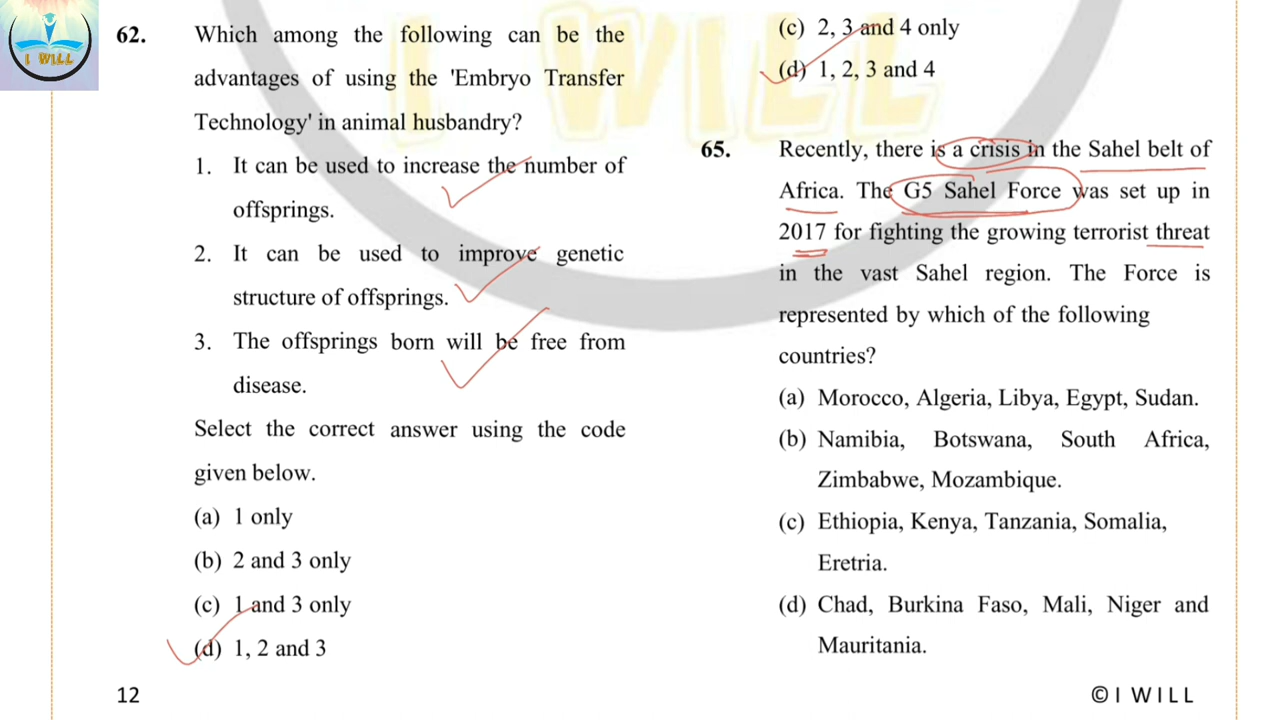 I WILL
62. Which among the following can be the
advantages of using the 'Embryo Transfer
Technology' in animal husbandry?
1. It can be used to increase the number of
offsprings.
2. It can be used to improve genetic
structure of offsprings.
3. The offsprings born will be free from
disease.
Select the correct answer using the code
given below.
(a) 1 only
(b) 2 and 3 only
(c) 1 and 3 only
(d) 1, 2 and 3
12
I WILL
(c) 2, 3 and 4 only
(d) 1, 2, 3 and 4
65. Recently, there is a crisis in the Sahel belt of
Africa. The G5 Sahel Force was set up in
2017 for fighting the growing terrorist threat
in the vast Sahel region. The Force is
represented by which of the following
countries?
(a) Morocco, Algeria, Libya, Egypt, Sudan.
(b) Namibia, Botswana, South Africa,
Zimbabwe, Mozambique.
(c) Ethiopia, Kenya, Tanzania, Somalia,
Eretria.
(d) Chad, Burkina Faso, Mali, Niger and
Mauritania.
© I WILL